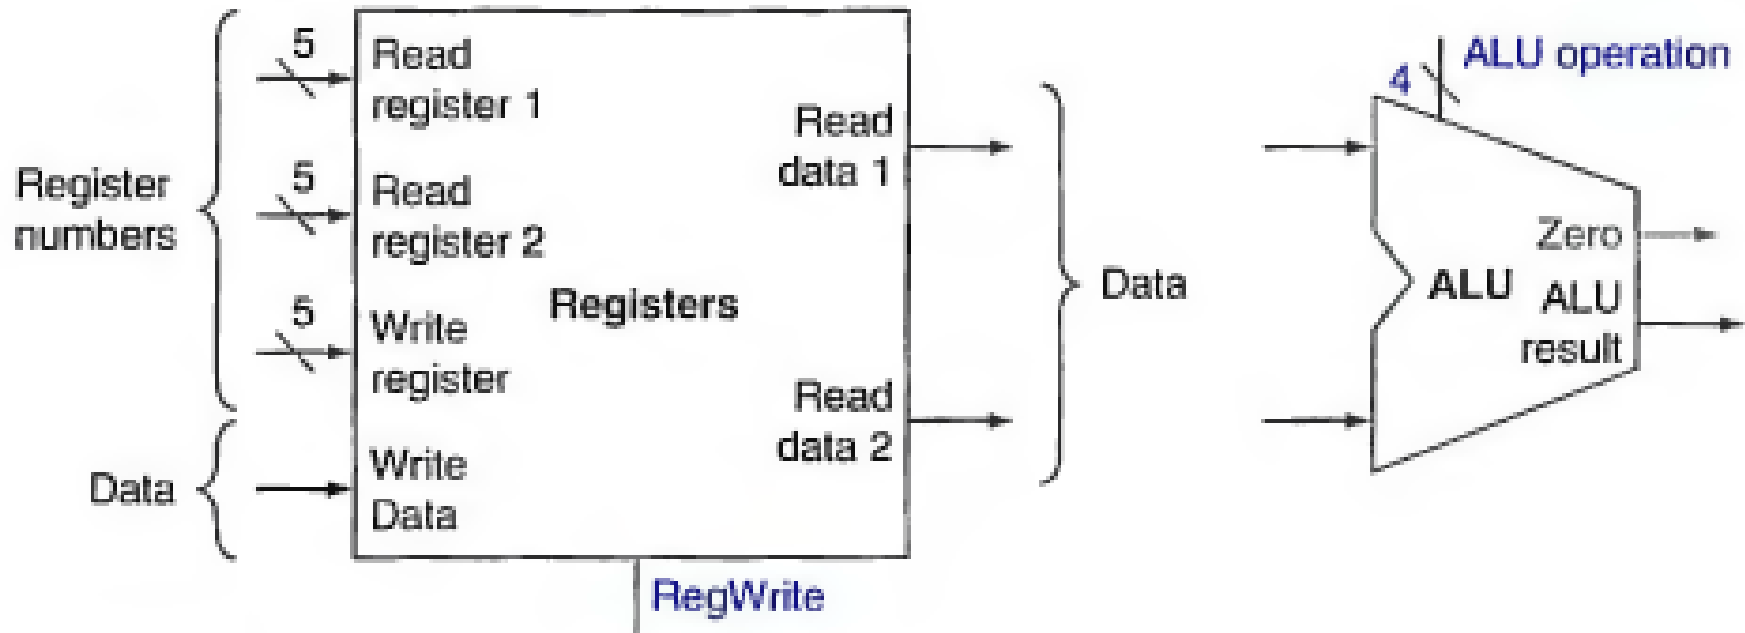 Register
numbers
Data
5
Read
register 1
5
Read
register 2
5
Write
register
Write
Data
Registers
Read
data 1
Read
data 2
RegWrite
Data
4
ALU operation
Zero
ALU
ALU
result